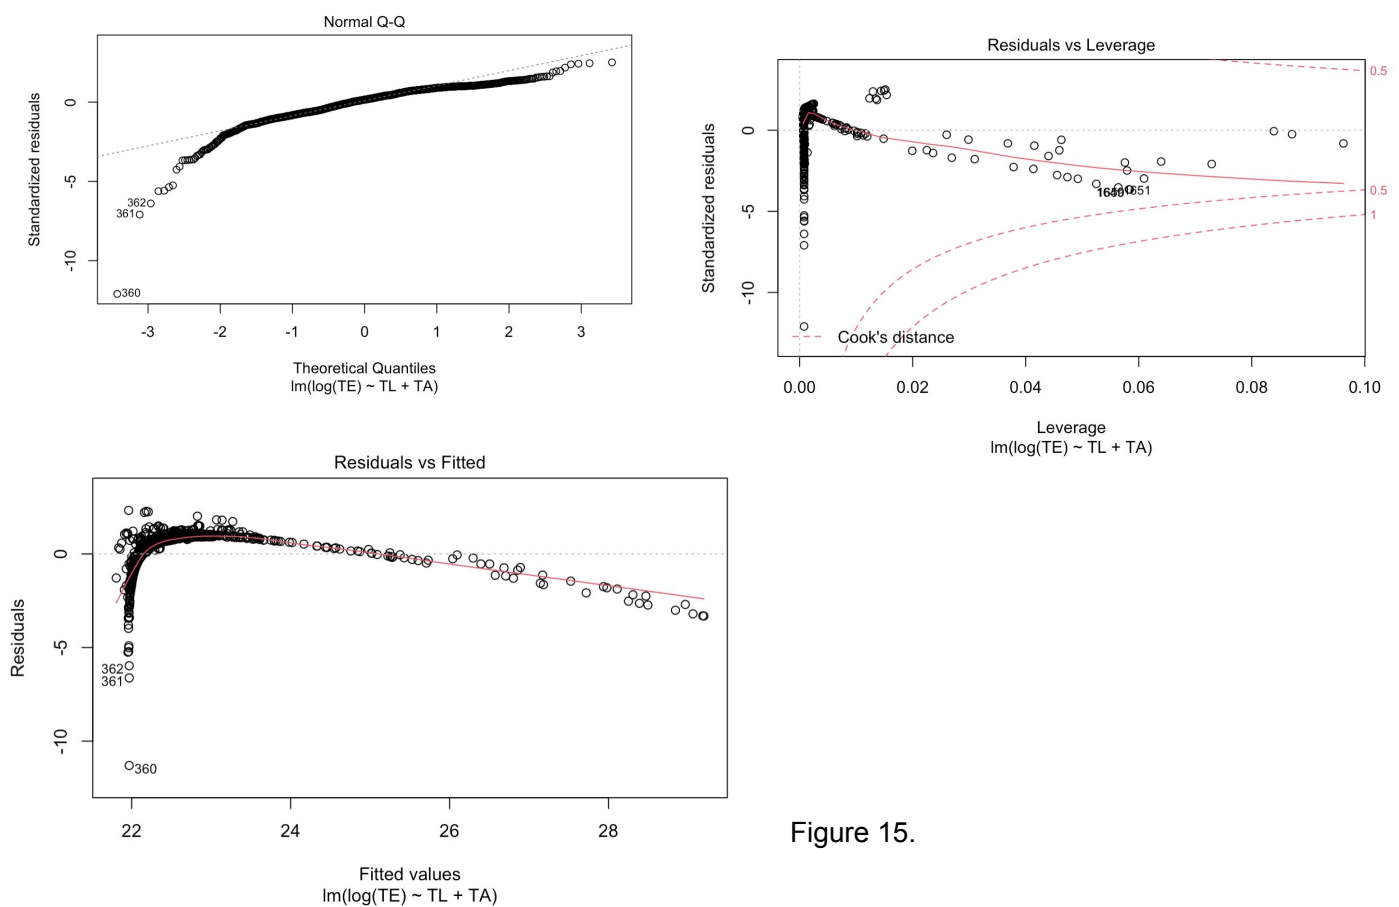 Normal Q-Q
Standardized residuals
0
-5
-10
362
361
360
-3
-2
-1
0
1
2
3
Theoretical Quantiles
lm(log(TE) ~ TL + TA)
Residuals vs Leverage
Standardized residuals
0
-5
-10
0.5
0.5
1
1651
Cook's distance
0.00
0.02
0.04
0.06
0.08
0.10
Leverage
lm(log(TE) ~ TL + TA)
Residuals vs Fitted
Residuals
0
-5
-10
362
361
360
22
24
26
28
Fitted values
lm(log(TE) ~ TL + TA)
Figure 15.